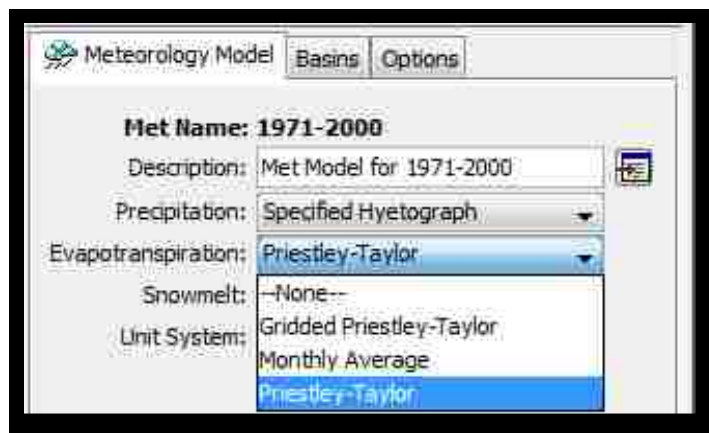 Meteorology Model Basins Options
Met Name: 1971-2000
Description: Met Model for 1971-2000
Precipitation: Specified Hyetograph
Evapotranspiration: Priestley-Taylor
Snowmelt: --None--
Unit System: Gridded Priestley-Taylor
Monthly Average
Priestley-Taylor